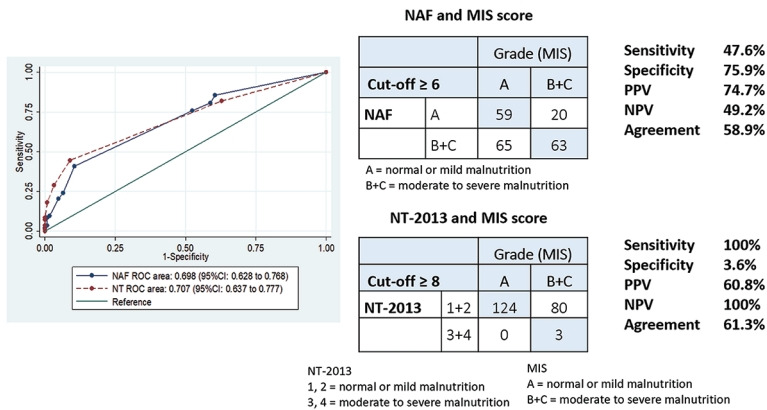 NAF and MIS score
Grade (MIS)
Cut-off ≥ 6 A B+C
NAF A 59 20
B+C 65 63
A = normal or mild malnutrition
B+C = moderate to severe malnutrition
Sensitivity 47.6%
Specificity 75.9%
PPV 74.7%
NPV 49.2%
Agreement 58.9%
Sensitivity
1.00
0.75
0.50
0.25
0.00
0.00 0.25 0.50 0.75 1.00
1-Specificity
NAF ROC area: 0.698 (95%CI: 0.628 to 0.768)
NT ROC area: 0.707 (95%CI: 0.637 to 0.777)
Reference
NT-2013 and MIS score
Grade (MIS)
Cut-off ≥ 8 A B+C
NT-2013 1+2 124 80
3+4 0 3
Sensitivity 100%
Specificity 3.6%
PPV 60.8%
NPV 100%
Agreement 61.3%
NT-2013
1, 2 = normal or mild malnutrition
3, 4 = moderate to severe malnutrition
MIS
A = normal or mild malnutrition
B+C = moderate to severe malnutrition